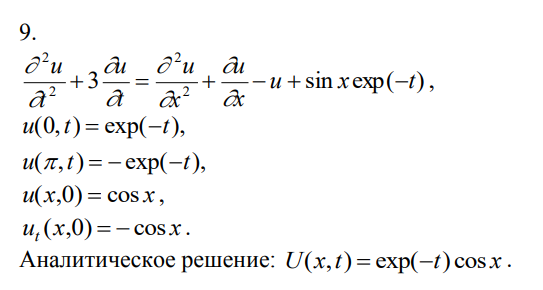 9.
∂²u/∂t² + 3 ∂u/∂t = ∂²u/∂x² + ∂u/∂x − u + sin x exp(−t),
u(0,t) = exp(−t),
u(π,t) = − exp(−t),
u(x,0) = cos x,
uₜ(x,0) = − cos x.
Аналитическое решение: U(x,t) = exp(−t) cos x.